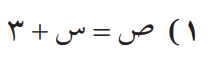 ١) ص = س + ٣